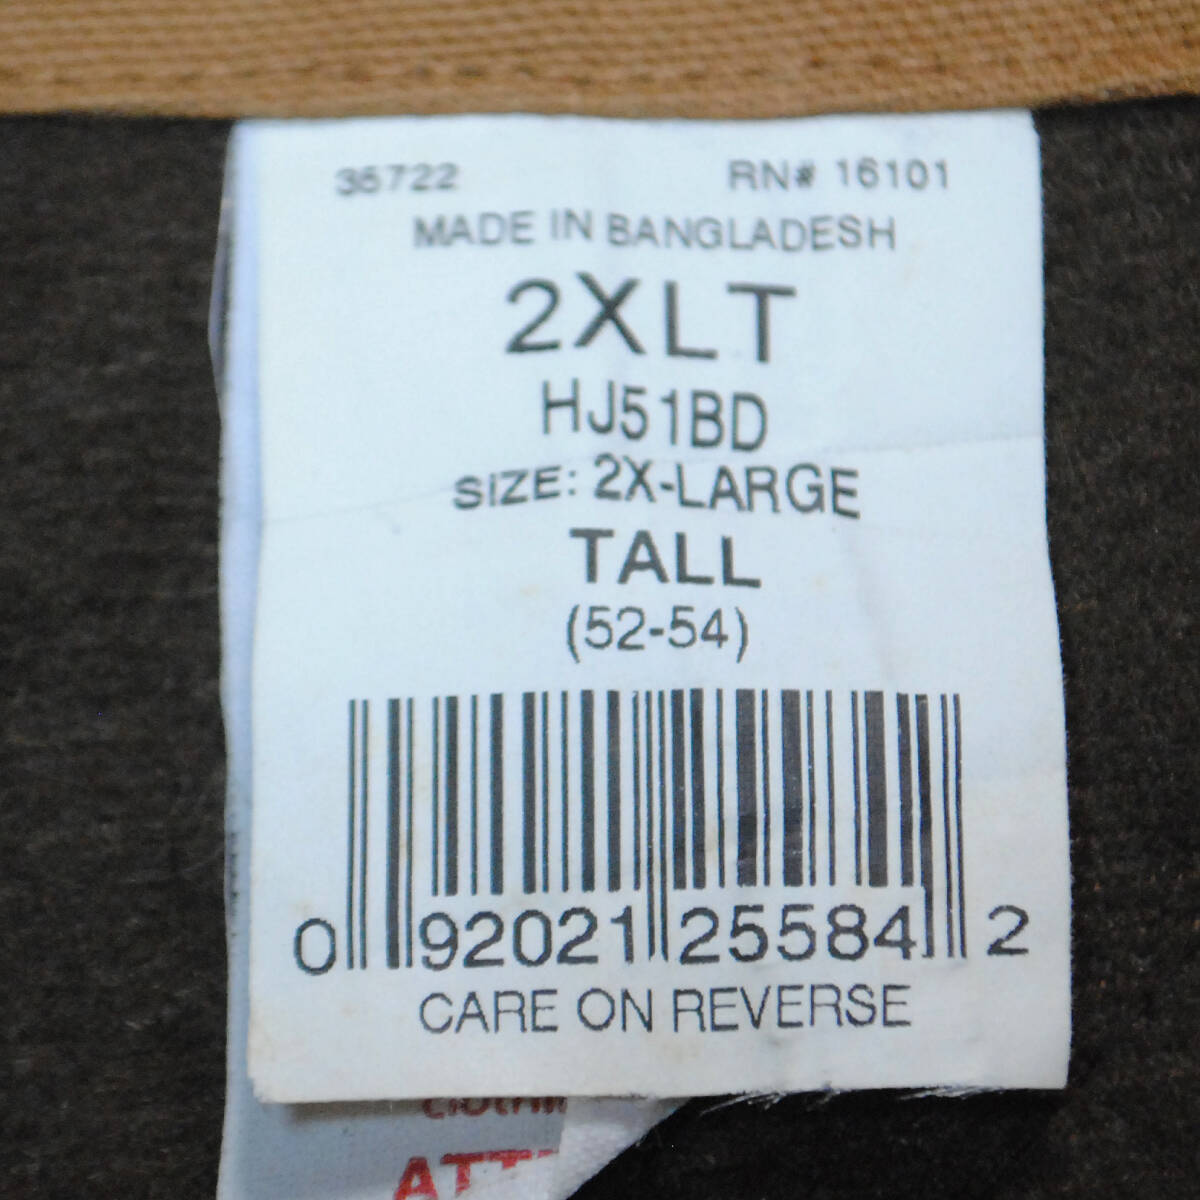 36722 RN# 16101
MADE IN BANGLADESH
2XLT
HJ51BD
SIZE: 2X-LARGE
TALL
(52-54)
0 92021 25584 2
CARE ON REVERSE